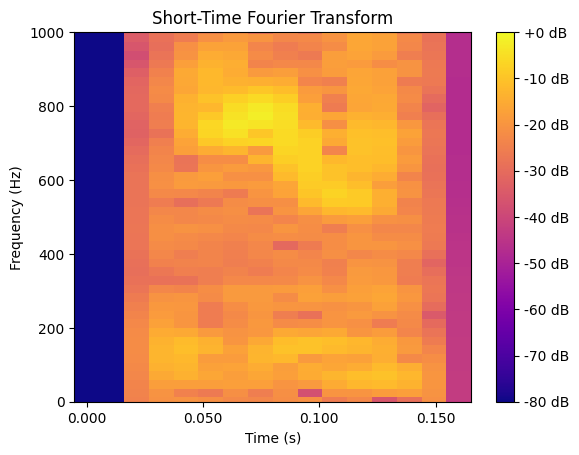 Short-Time Fourier Transform
1000
800
600
400
200
0
Frequency (Hz)
0.000
0.050
0.100
0.150
Time (s)
+0 dB
-10 dB
-20 dB
-30 dB
-40 dB
-50 dB
-60 dB
-70 dB
-80 dB